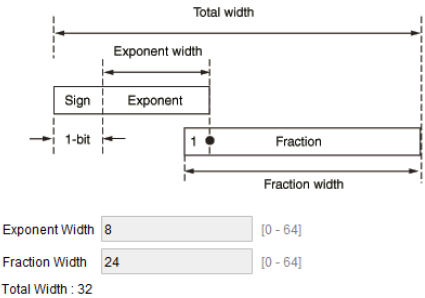 Total width
Exponent width
Sign Exponent
1-bit
1 Fraction
Fraction width
Exponent Width 8 [0 - 64]
Fraction Width 24 [0 - 64]
Total Width : 32